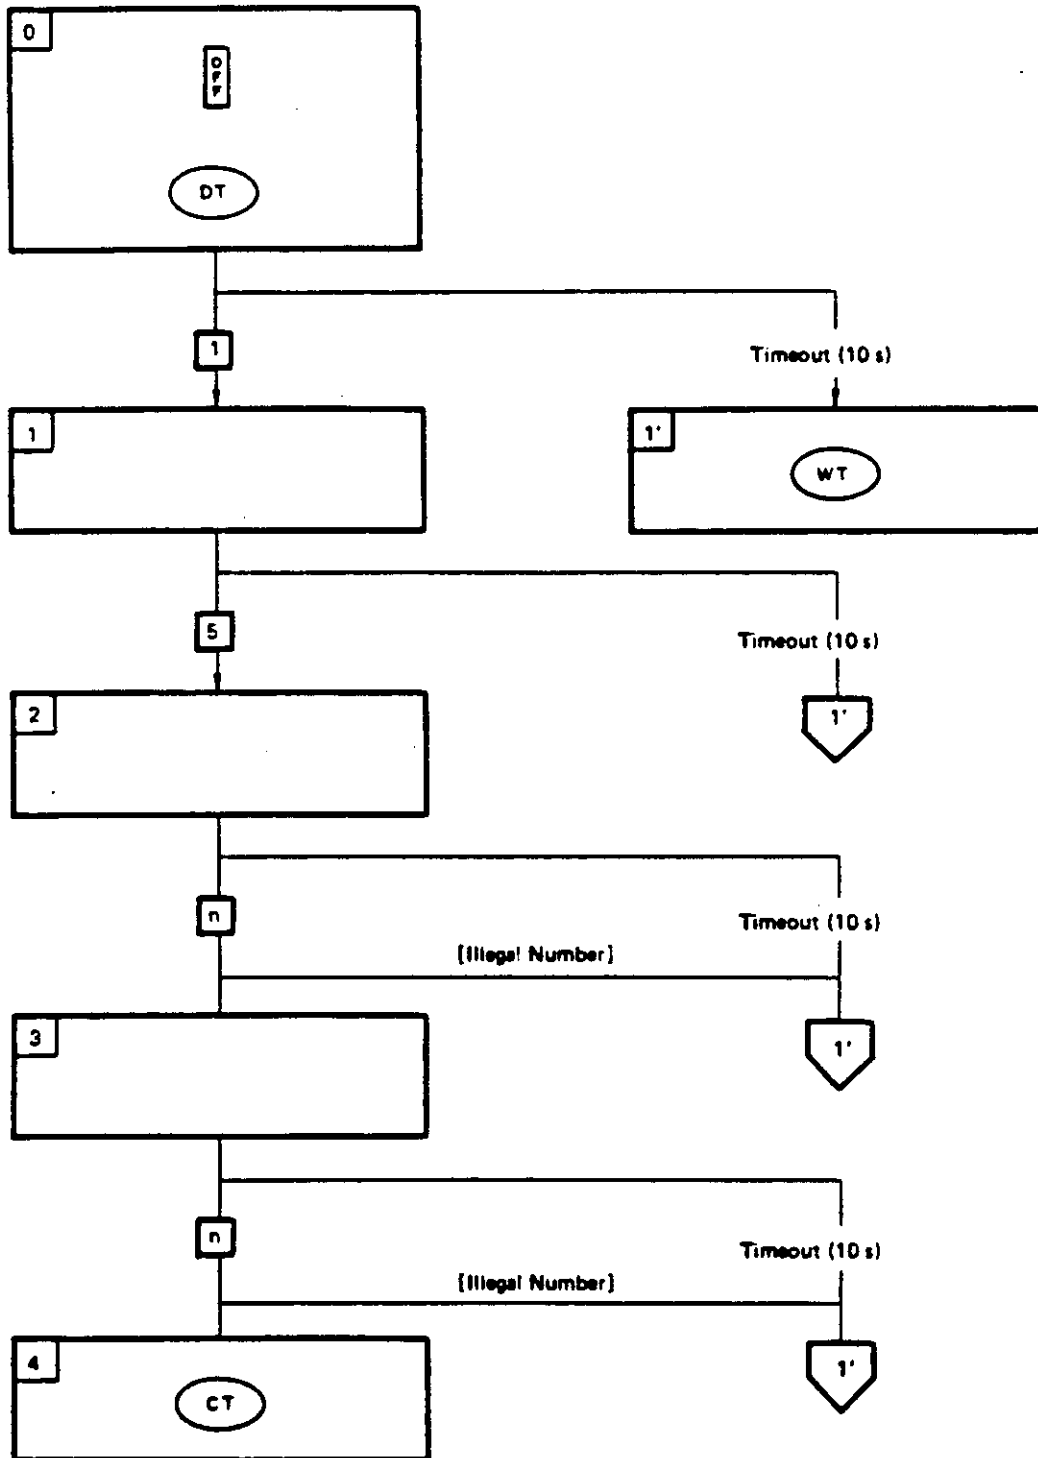 0
OFF
DT
1
Timeout (10 s)
1
1'
WT
5
Timeout (10 s)
2
1'
n
Timeout (10 s)
[Illegal Number]
3
1'
n
Timeout (10 s)
[Illegal Number]
4
CT
1'